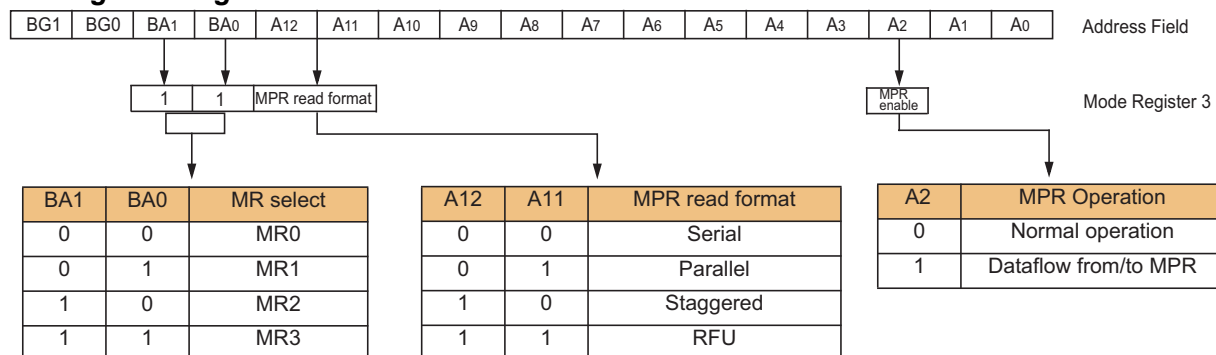 BG1 BG0 BA1 BA0 A12 A11 A10 A9 A8 A7 A6 A5 A4 A3 A2 A1 A0 Address Field
1 1 MPR read format MPR enable Mode Register 3
BA1 BA0 MR select
0 0 MR0
0 1 MR1
1 0 MR2
1 1 MR3
A12 A11 MPR read format
0 0 Serial
0 1 Parallel
1 0 Staggered
1 1 RFU
A2 MPR Operation
0 Normal operation
1 Dataflow from/to MPR